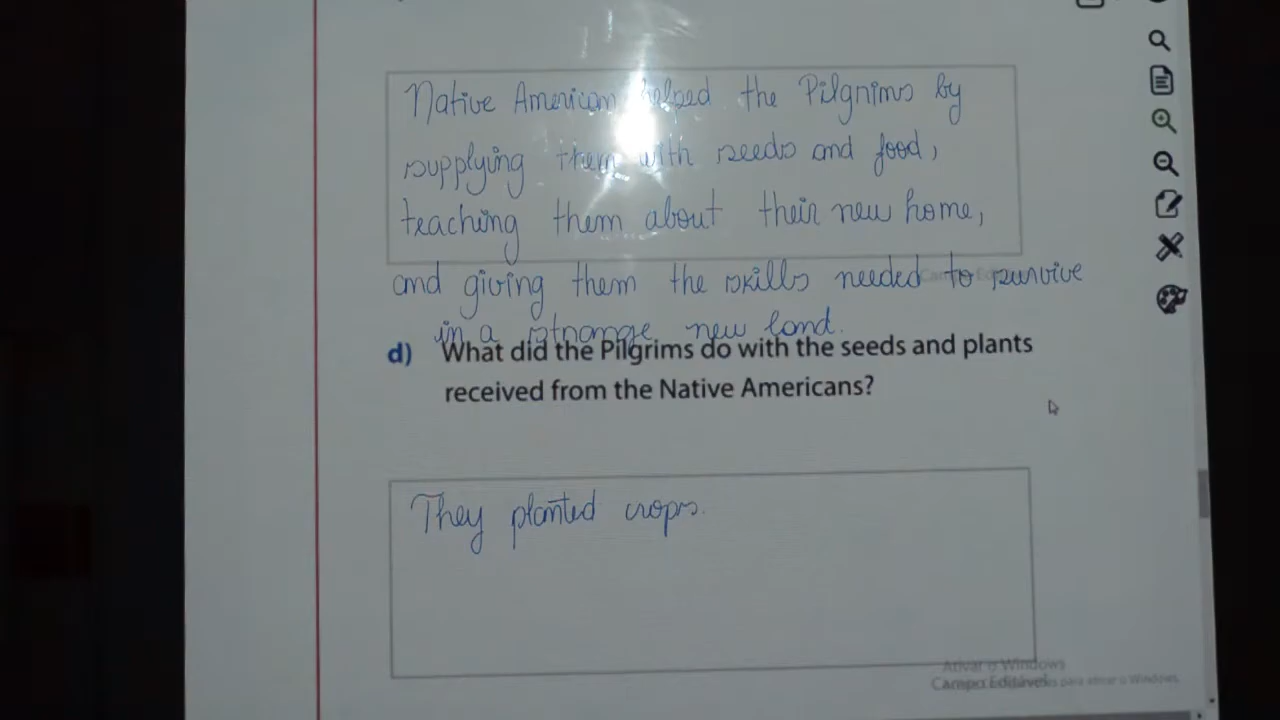 Native American helped the Pilgrims by
supplying them with seeds and food,
teaching them about their new home,
and giving them the skills needed to survive
in a strange new land.
d) What did the Pilgrims do with the seeds and plants
received from the Native Americans?
They planted crops.
Ativar o Windows